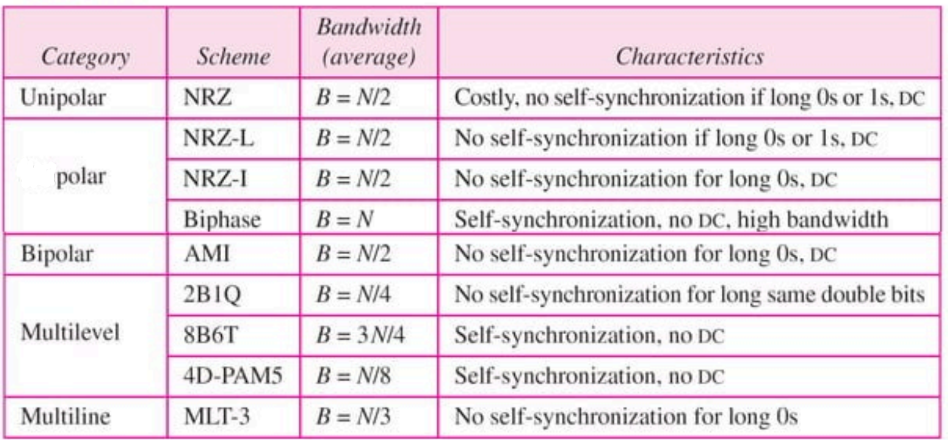 Category Scheme Bandwidth (average) Characteristics
Unipolar NRZ B = N/2 Costly, no self-synchronization if long 0s or 1s, DC
polar NRZ-L B = N/2 No self-synchronization if long 0s or 1s, DC
NRZ-I B = N/2 No self-synchronization for long 0s, DC
Biphase B = N Self-synchronization, no DC, high bandwidth
Bipolar AMI B = N/2 No self-synchronization for long 0s, DC
Multilevel 2B1Q B = N/4 No self-synchronization for long same double bits
8B6T B = 3N/4 Self-synchronization, no DC
4D-PAM5 B = N/8 Self-synchronization, no DC
Multiline MLT-3 B = N/3 No self-synchronization for long 0s